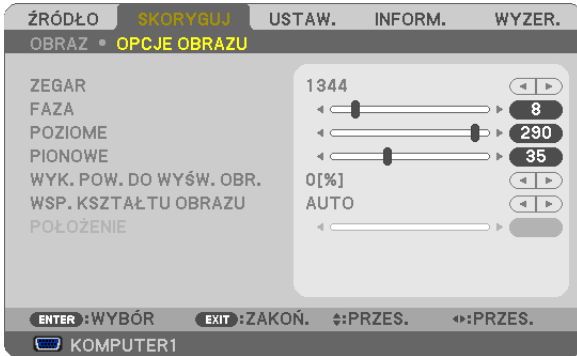 ŹRÓDŁO SKORYGUJ USTAW. INFORM. WYZER.
OBRAZ • OPCJE OBRAZU
ZEGAR 1344
FAZA 8
POZIOME 290
PIONOWE 35
WYK. POW. DO WYŚW. OBR. 0[%]
WSP. KSZTAŁTU OBRAZU AUTO
POŁOŻENIE
ENTER :WYBÓR EXIT :ZAKOŃ. :PRZES. :PRZES.
KOMPUTER1